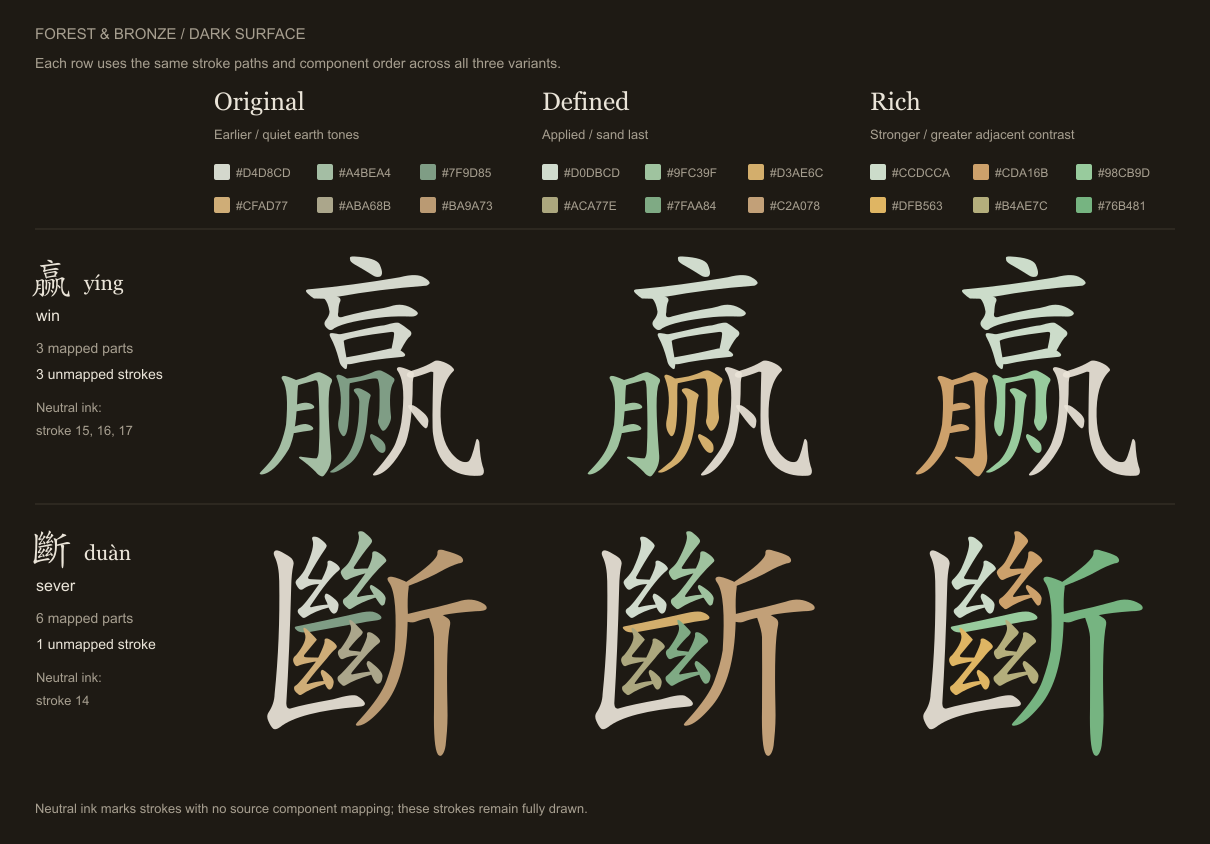 FOREST & BRONZE / DARK SURFACE
Each row uses the same stroke paths and component order across all three variants.
Original
Earlier / quiet earth tones
#D4D8CD #A4BEA4 #7F9D85
#CFAD77 #ABA68B #BA9A73
Defined
Applied / sand last
#D0DBCD #9FC39F #D3AE6C
#ACA77E #7FAA84 #C2A078
Rich
Stronger / greater adjacent contrast
#CCDCCA #CDA16B #98CB9D
#DFB563 #B4AE7C #76B481
赢 yíng
win
3 mapped parts
3 unmapped strokes
Neutral ink:
stroke 15, 16, 17
赢 赢 赢
斷 duàn
sever
6 mapped parts
1 unmapped stroke
Neutral ink:
stroke 14
斷 斷 斷
Neutral ink marks strokes with no source component mapping; these strokes remain fully drawn.